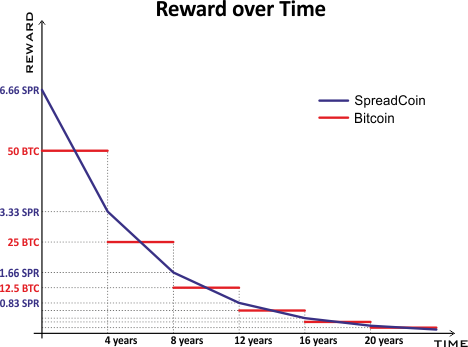 Reward over Time
REWARD
6.66 SPR
SpreadCoin
Bitcoin
50 BTC
3.33 SPR
25 BTC
1.66 SPR
12.5 BTC
0.83 SPR
4 years 8 years 12 years 16 years 20 years
TIME